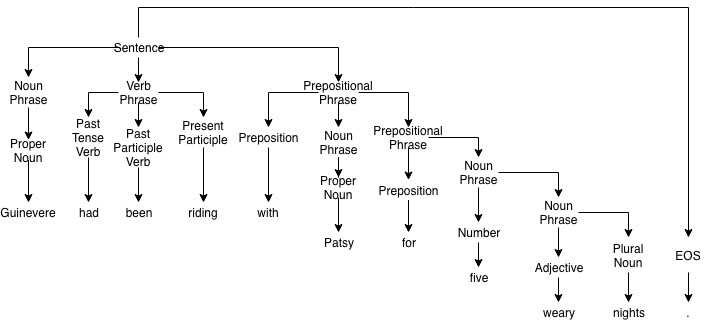 Sentence
Noun
Phrase
Verb
Phrase
Prepositional
Phrase
Proper
Noun
Past
Tense
Verb
Past
Participle
Verb
Present
Participle
Preposition
Noun
Phrase
Prepositional
Phrase
Proper
Noun
Preposition
Noun
Phrase
Guinevere
had
been
riding
with
Patsy
for
Number
five
Noun
Phrase
Adjective
weary
Plural
Noun
nights
EOS
.